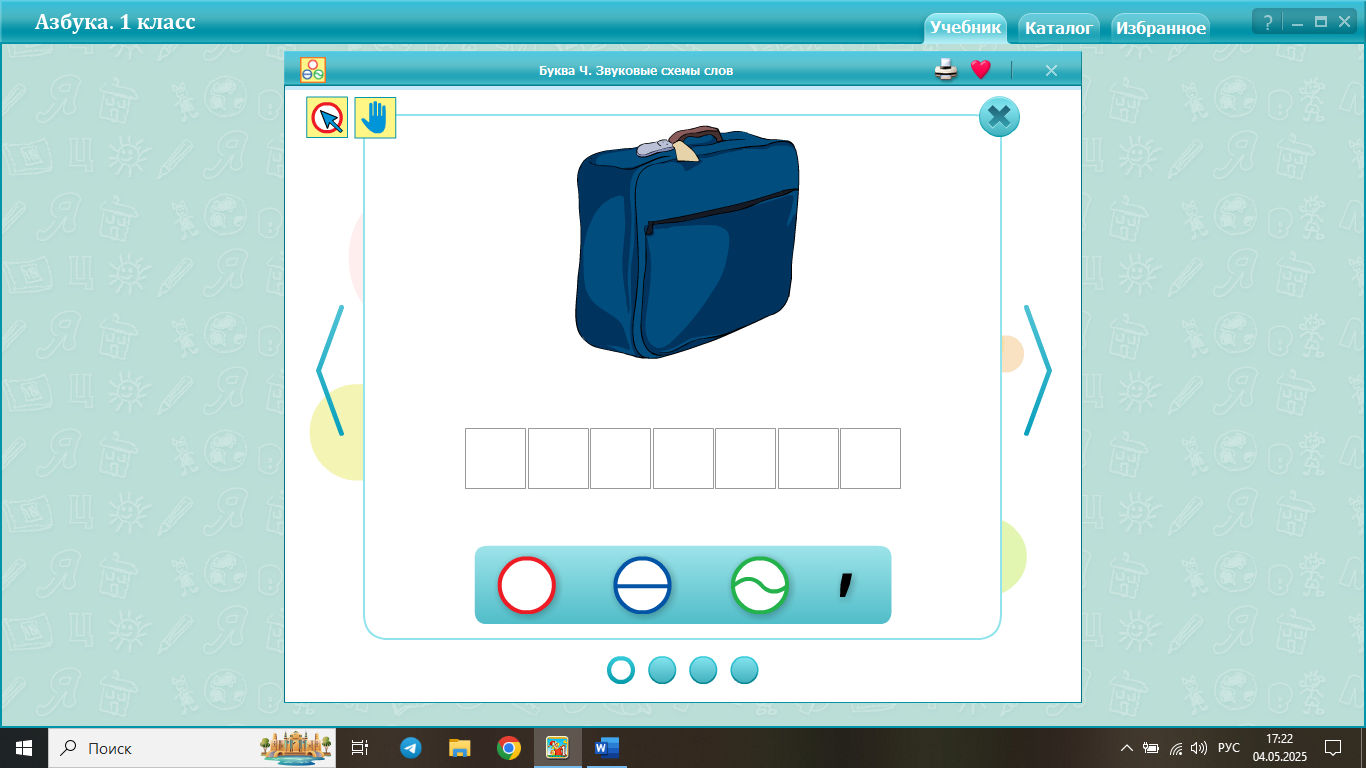 Азбука. 1 класс
Учебник
Каталог
Избранное
?
Буква Ч. Звуковые схемы слов
,
Поиск
W
РУС
17:22
04.05.2025